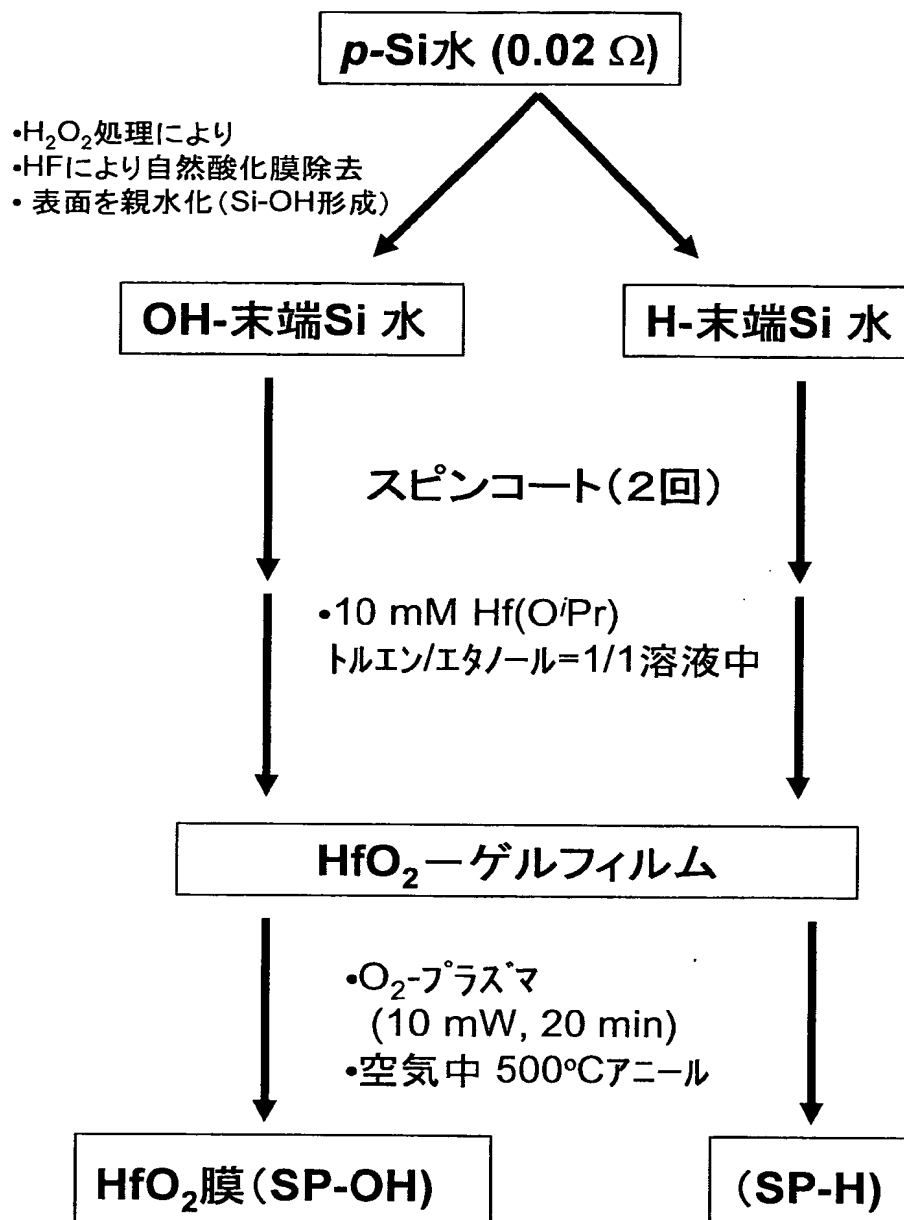 p-Si水 (0.02 Ω)
•H₂O₂処理により
•HFにより自然酸化膜除去
• 表面を親水化(Si-OH形成)
OH-末端Si 水
H-末端Si 水
スピンコート(2回)
•10 mM Hf(OⁱPr)
トルエン/エタノール=1/1溶液中
HfO₂ーゲルフィルム
•O₂-プラズマ
(10 mW, 20 min)
•空気中 500ºCアニール
HfO₂膜(SP-OH)
(SP-H)